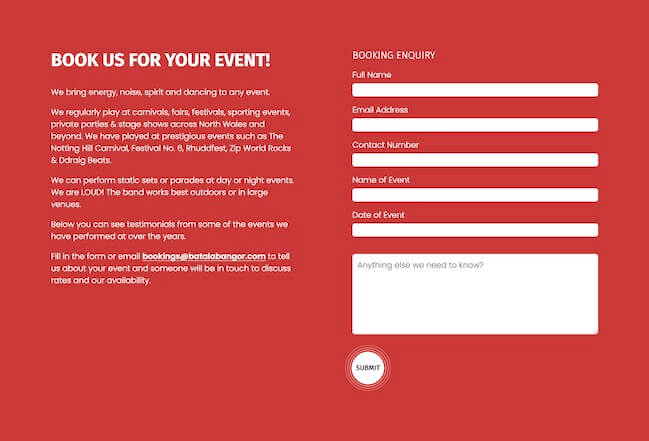 BOOK US FOR YOUR EVENT!
We bring energy, noise, spirit and dancing to any event.
We regularly play at carnivals, fairs, festivals, sporting events,
private parties & stage shows across North Wales and
beyond. We have played at prestigious events such as The
Notting Hill Carnival, Festival No. 6, Rhuddfest, Zip World Rocks
& Ddraig Beats.
We can perform static sets or parades at day or night events.
We are LOUD! The band works best outdoors or in large
venues.
Below you can see testimonials from some of the events we
have performed at over the years.
Fill in the form or email bookings@batalabangor.com to tell
us about your event and someone will be in touch to discuss
rates and our availability.
BOOKING ENQUIRY
Full Name
Email Address
Contact Number
Name of Event
Date of Event
Anything else we need to know?
SUBMIT